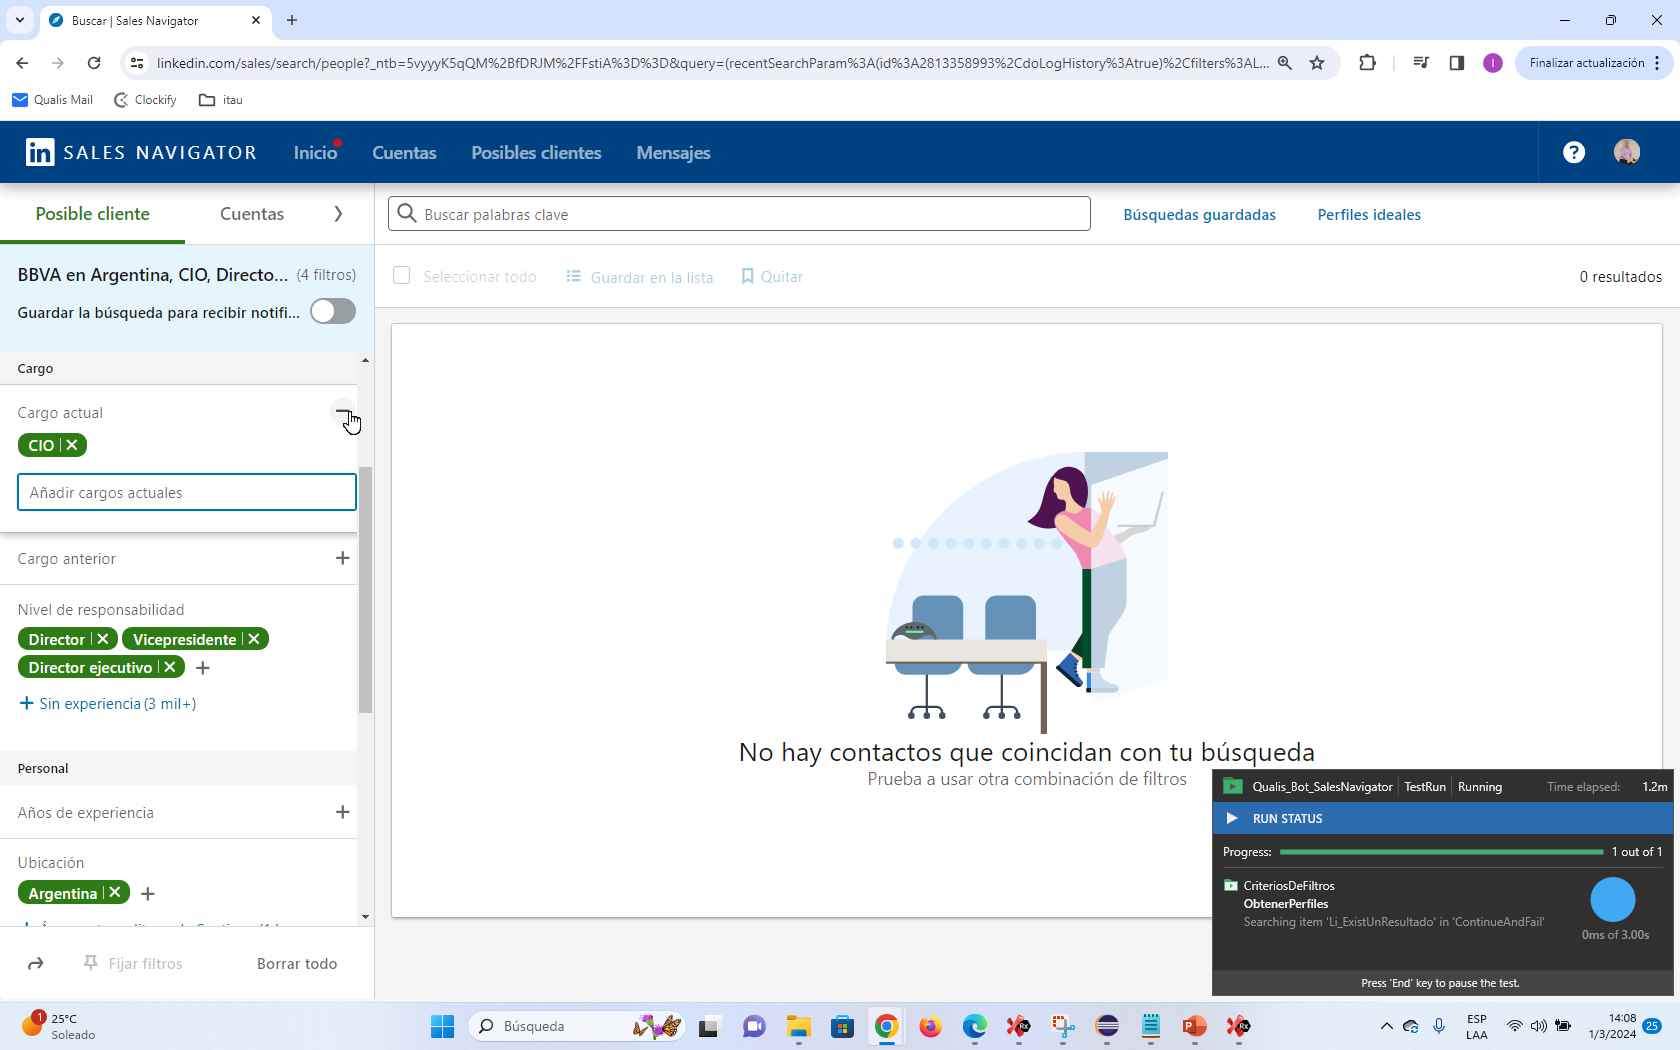 Buscar | Sales Navigator
linkedin.com/sales/search/people?_ntb=5vyyyK5qQM%2BfDRJM%2FFstiA%3D%3D&query=(recentSearchParam%3A(id%3A2813358993%2CdoLogHistory%3Atrue)%2Cfilters%3AL...
Finalizar actualización
Qualis Mail
Clockify
itau
in SALES NAVIGATOR
Inicio
Cuentas
Posibles clientes
Mensajes
Posible cliente
Cuentas
Buscar palabras clave
Búsquedas guardadas
Perfiles ideales
BBVA en Argentina, CIO, Directo... (4 filtros)
Guardar la búsqueda para recibir notifi...
Seleccionar todo
Guardar en la lista
Quitar
0 resultados
Cargo
Cargo actual
CIO
Añadir cargos actuales
Cargo anterior
Nivel de responsabilidad
Director
Vicepresidente
Director ejecutivo
Sin experiencia (3 mil+)
Personal
Años de experiencia
Ubicación
Argentina
Fijar filtros
Borrar todo
No hay contactos que coincidan con tu búsqueda
Prueba a usar otra combinación de filtros
Qualis_Bot_SalesNavigator
TestRun
Running
Time elapsed: 1.2m
RUN STATUS
Progress: 1 out of 1
CriteriosDeFiltros
ObtenerPerfiles
Searching item 'Li_ExistUnResultado' in 'ContinueAndFail'
0ms of 3.00s
Press 'End' key to pause the test.
1
25°C
Soleado
Búsqueda
ESP
LAA
14:08
1/3/2024
25